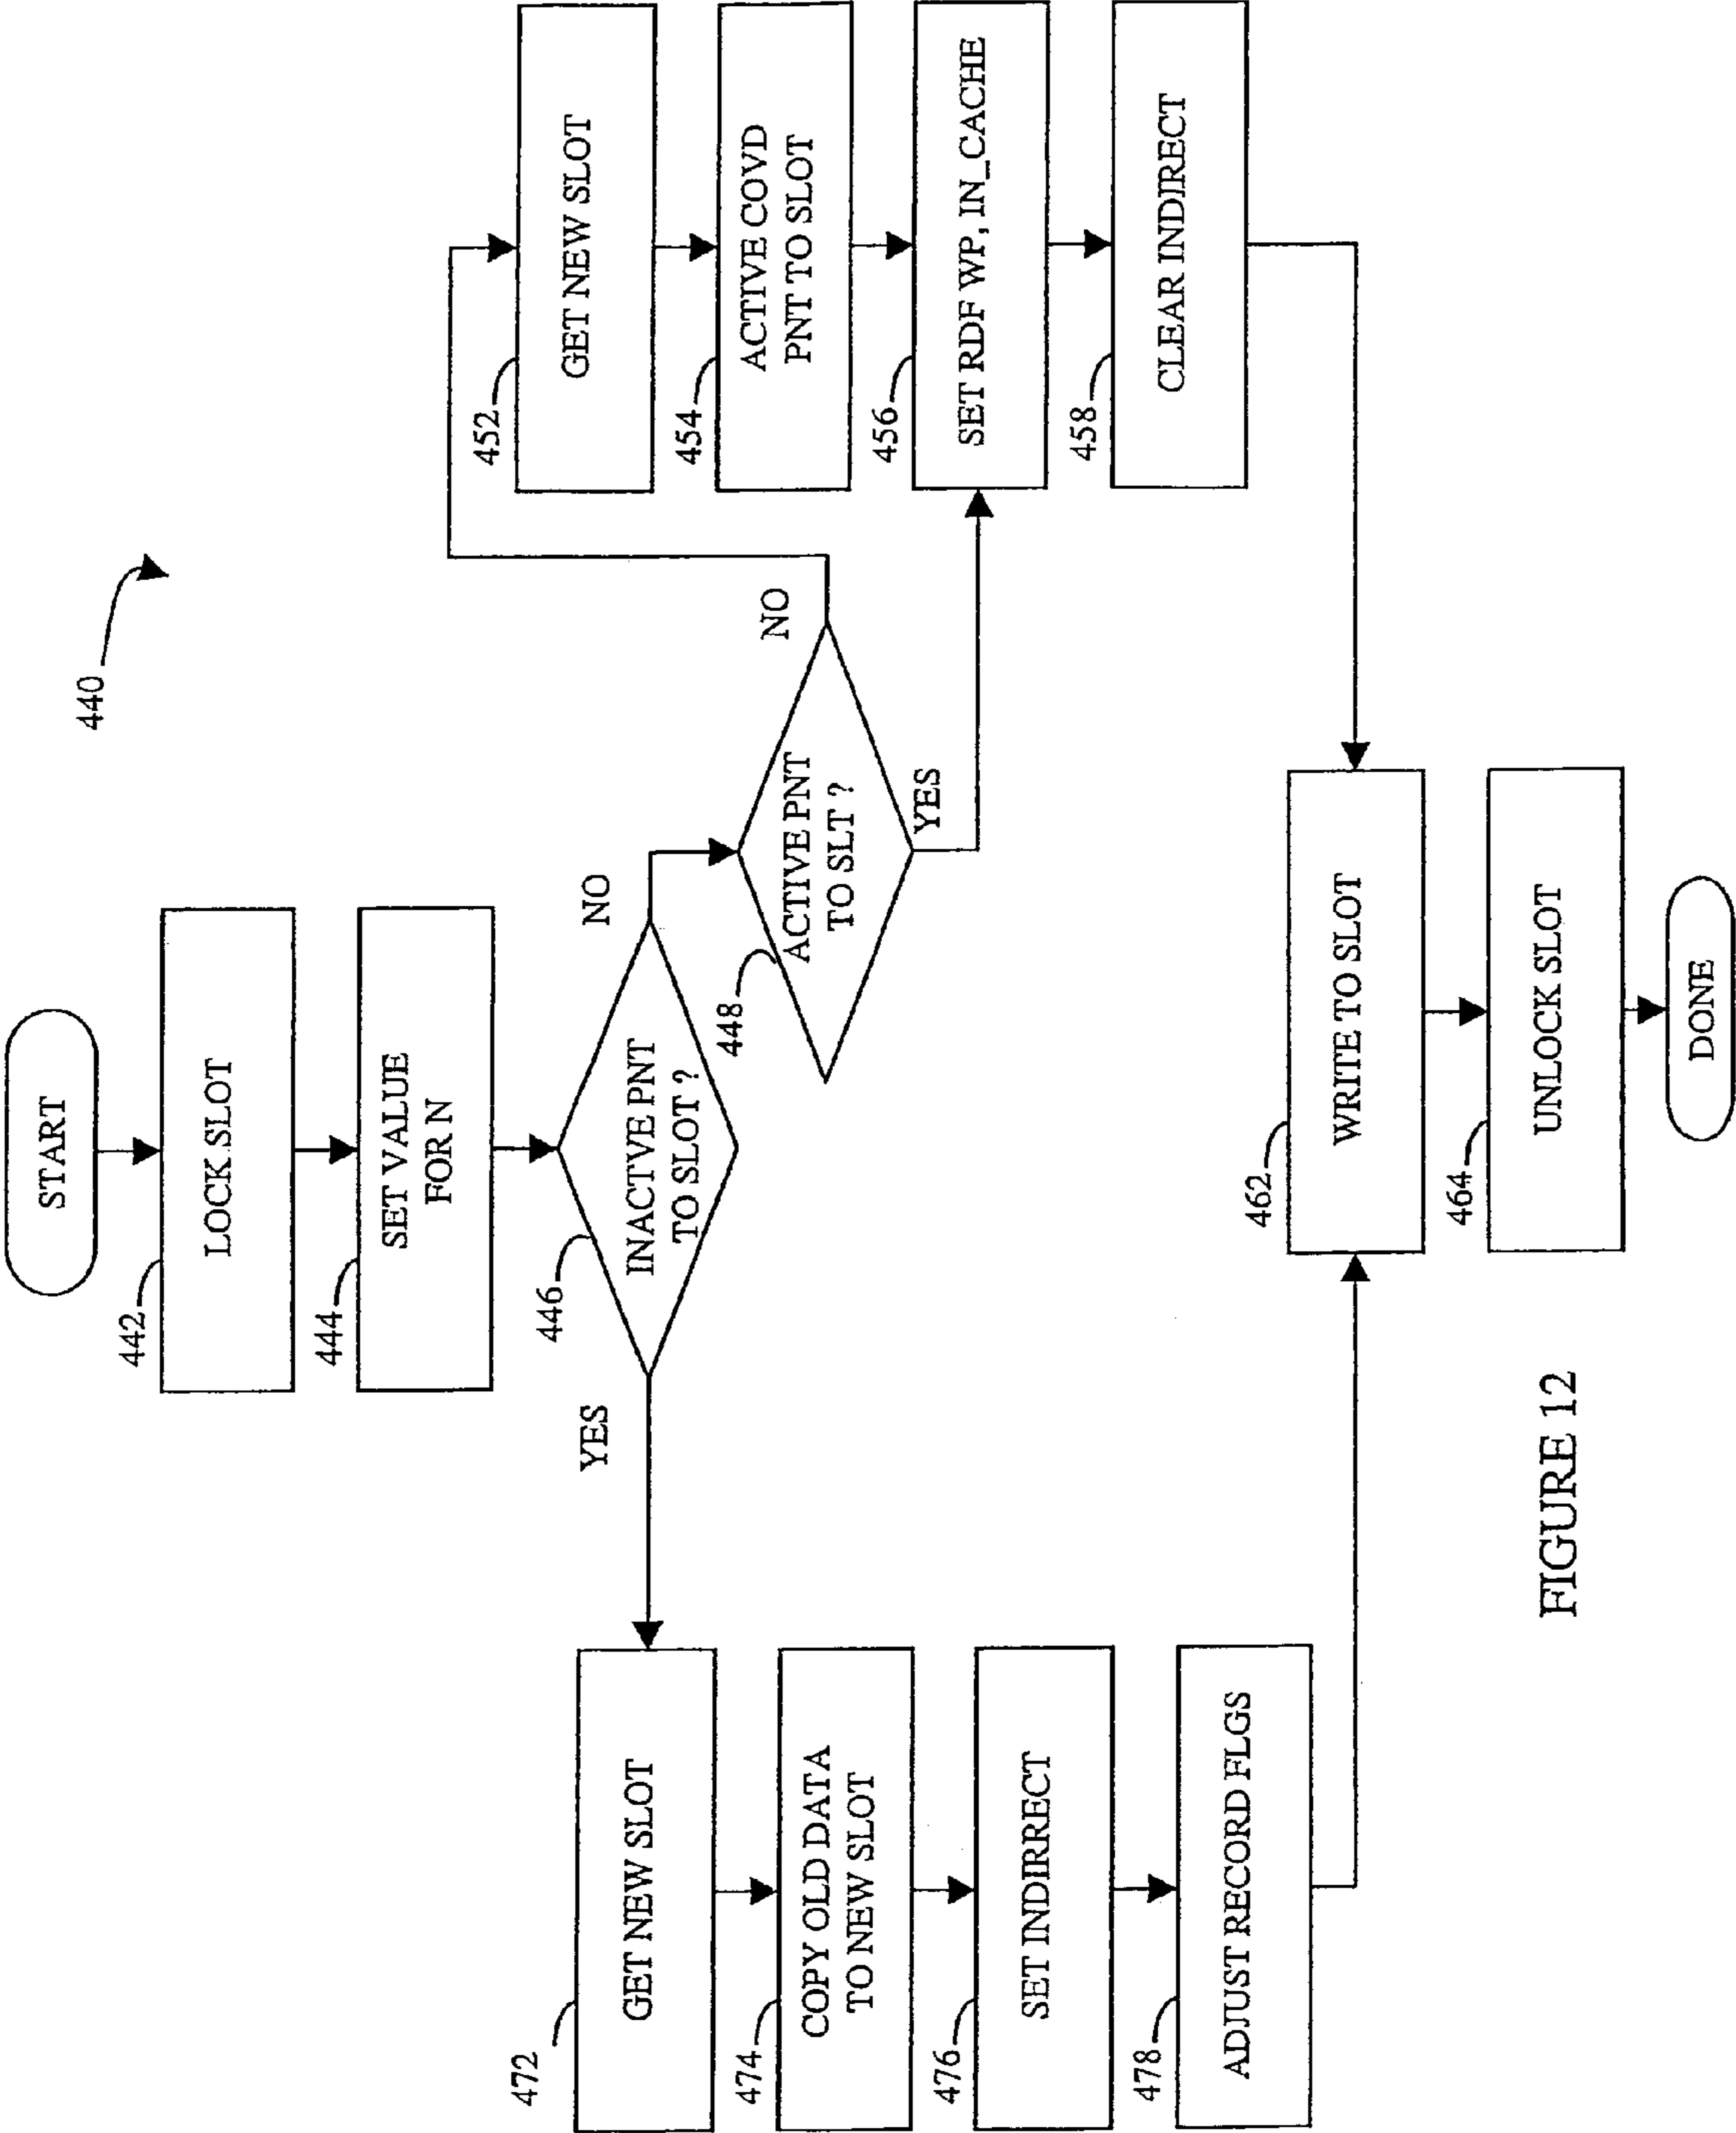 440
START
442
LOCK SLOT
444
SET VALUE
FOR N
446
INACTVE PNT
TO SLOT ?
YES
NO
448
ACTIVE PNT
TO SLT ?
NO
YES
452
GET NEW SLOT
454
ACTIVE COVD
PNT TO SLOT
456
SET RDF WP, IN_CACHE
458
CLEAR INDIRECT
472
GET NEW SLOT
474
COPY OLD DATA
TO NEW SLOT
476
SET INDIRRECT
478
ADJUST RECORD FLGS
462
WRITE TO SLOT
464
UNLOCK SLOT
DONE
FIGURE 12